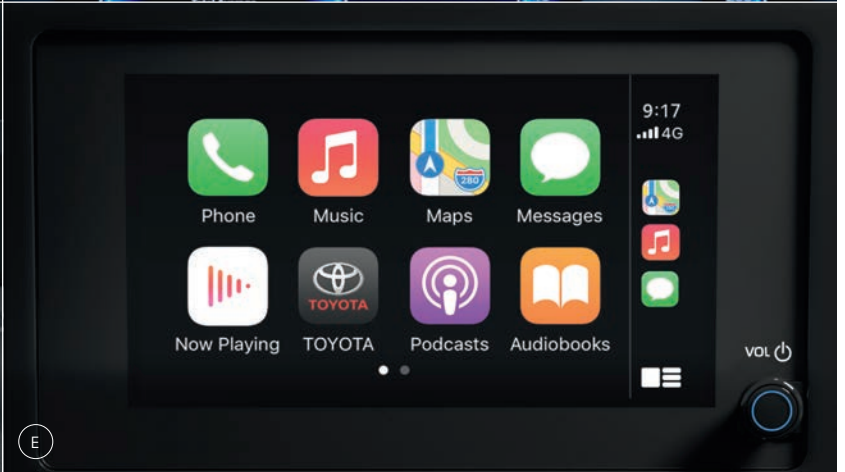 9:17
4G
280
Phone Music Maps Messages
TOYOTA
Now Playing TOYOTA Podcasts Audiobooks
VOL
E